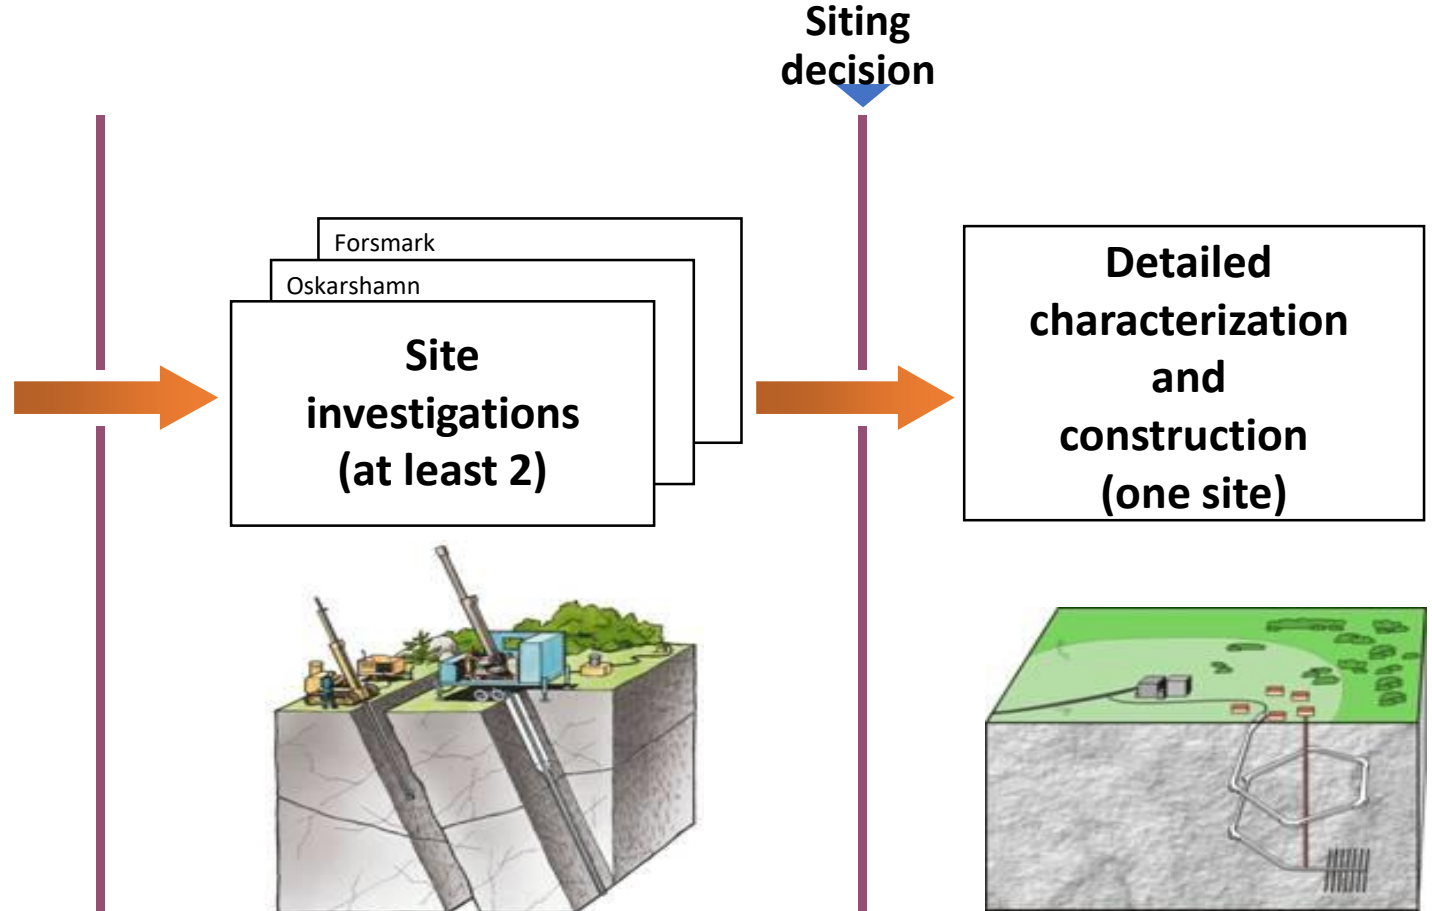 Siting
decision
Forsmark
Oskarshamn
Site
investigations
(at least 2)
Detailed
characterization
and
construction
(one site)